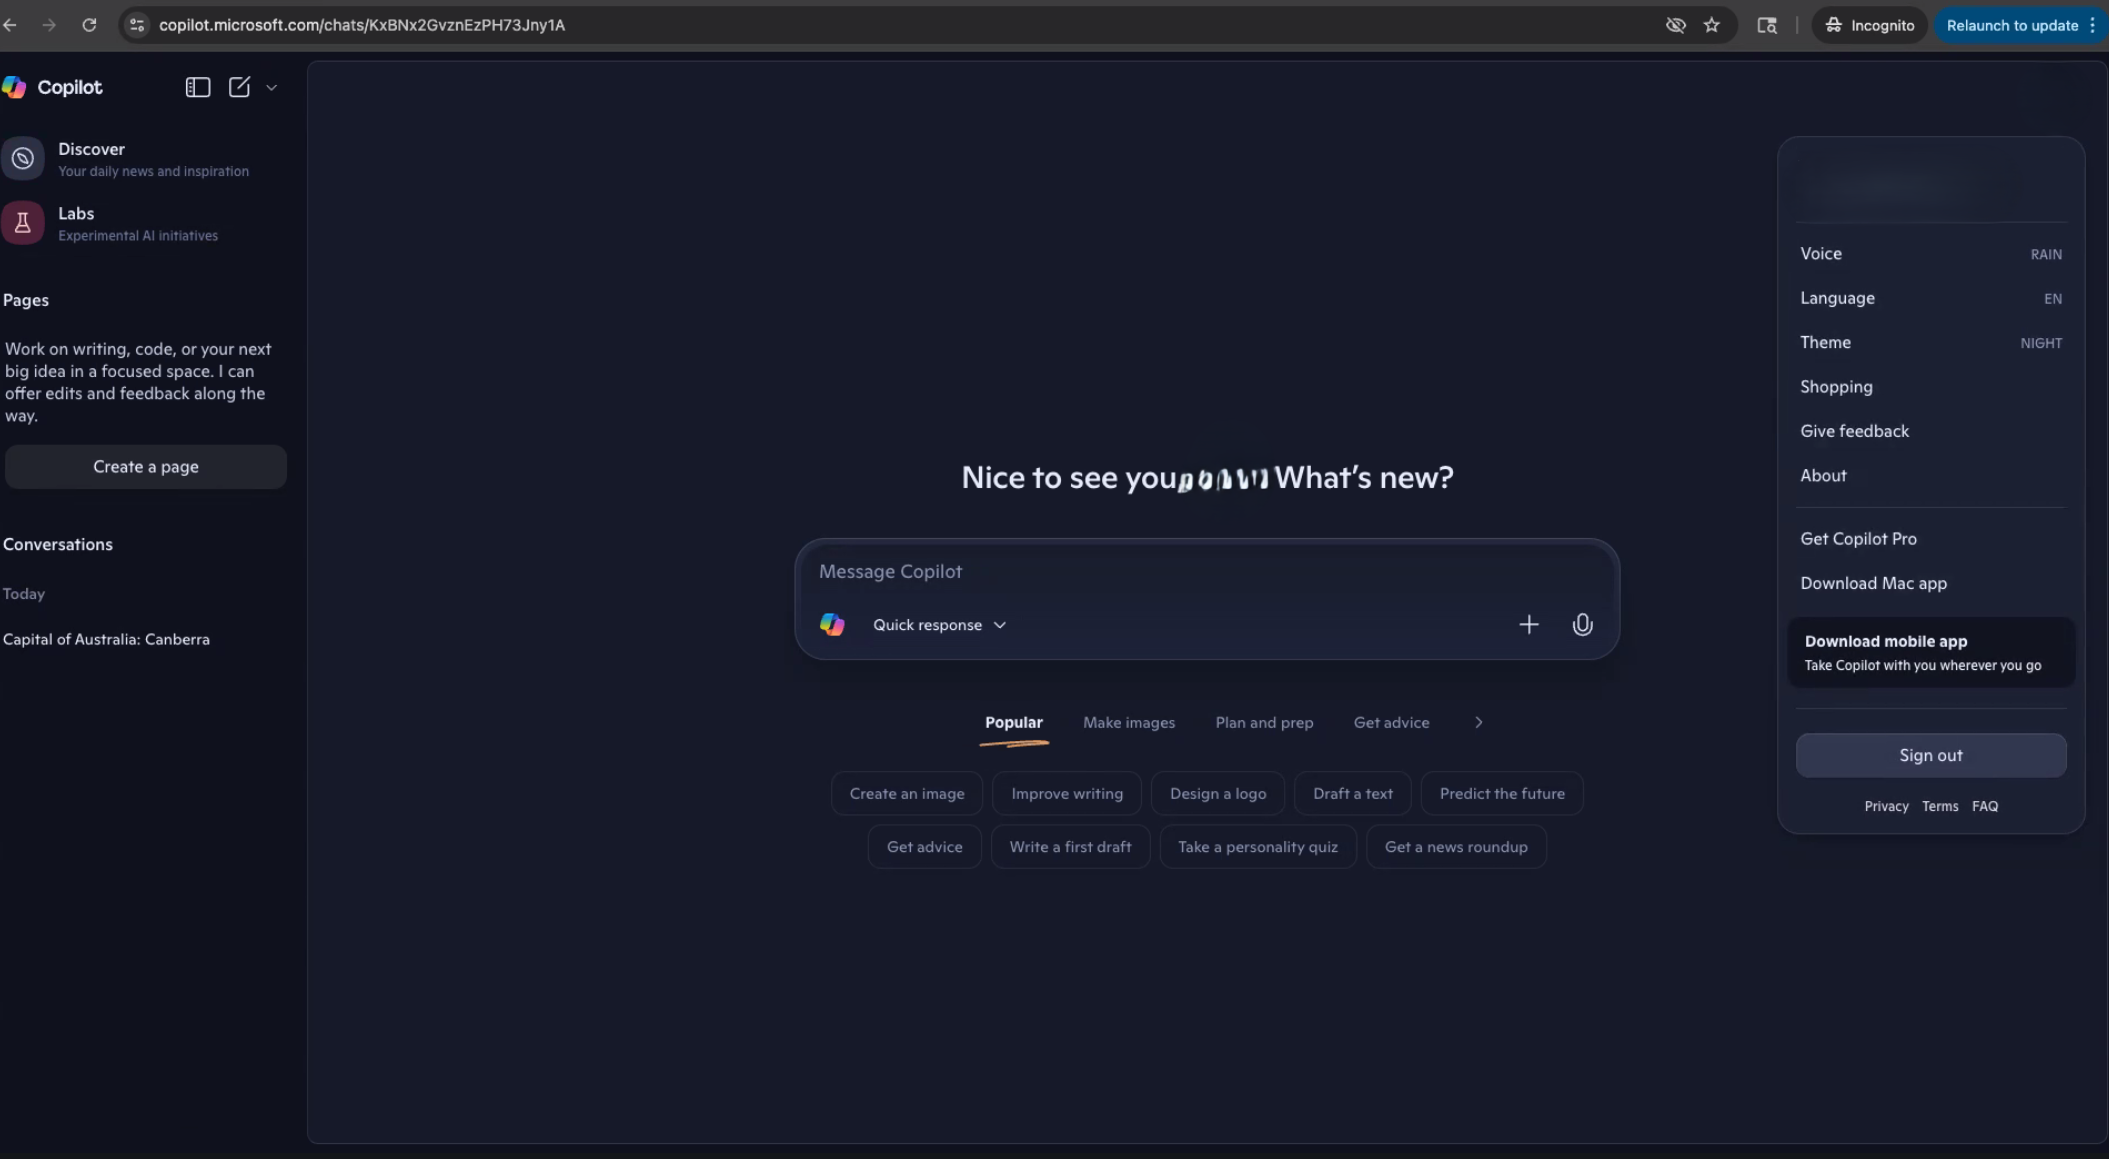 copilot.microsoft.com/chats/KxBNx2GvznEzPH73Jny1A
Incognito
Relaunch to update
Copilot
Discover
Your daily news and inspiration
Labs
Experimental AI initiatives
Pages
Work on writing, code, or your next
big idea in a focused space. I can
offer edits and feedback along the
way.
Create a page
Conversations
Today
Capital of Australia: Canberra
Nice to see you What's new?
Message Copilot
Quick response
Popular Make images Plan and prep Get advice
Create an image Improve writing Design a logo Draft a text Predict the future
Get advice Write a first draft Take a personality quiz Get a news roundup
Voice RAIN
Language EN
Theme NIGHT
Shopping
Give feedback
About
Get Copilot Pro
Download Mac app
Download mobile app
Take Copilot with you wherever you go
Sign out
Privacy Terms FAQ